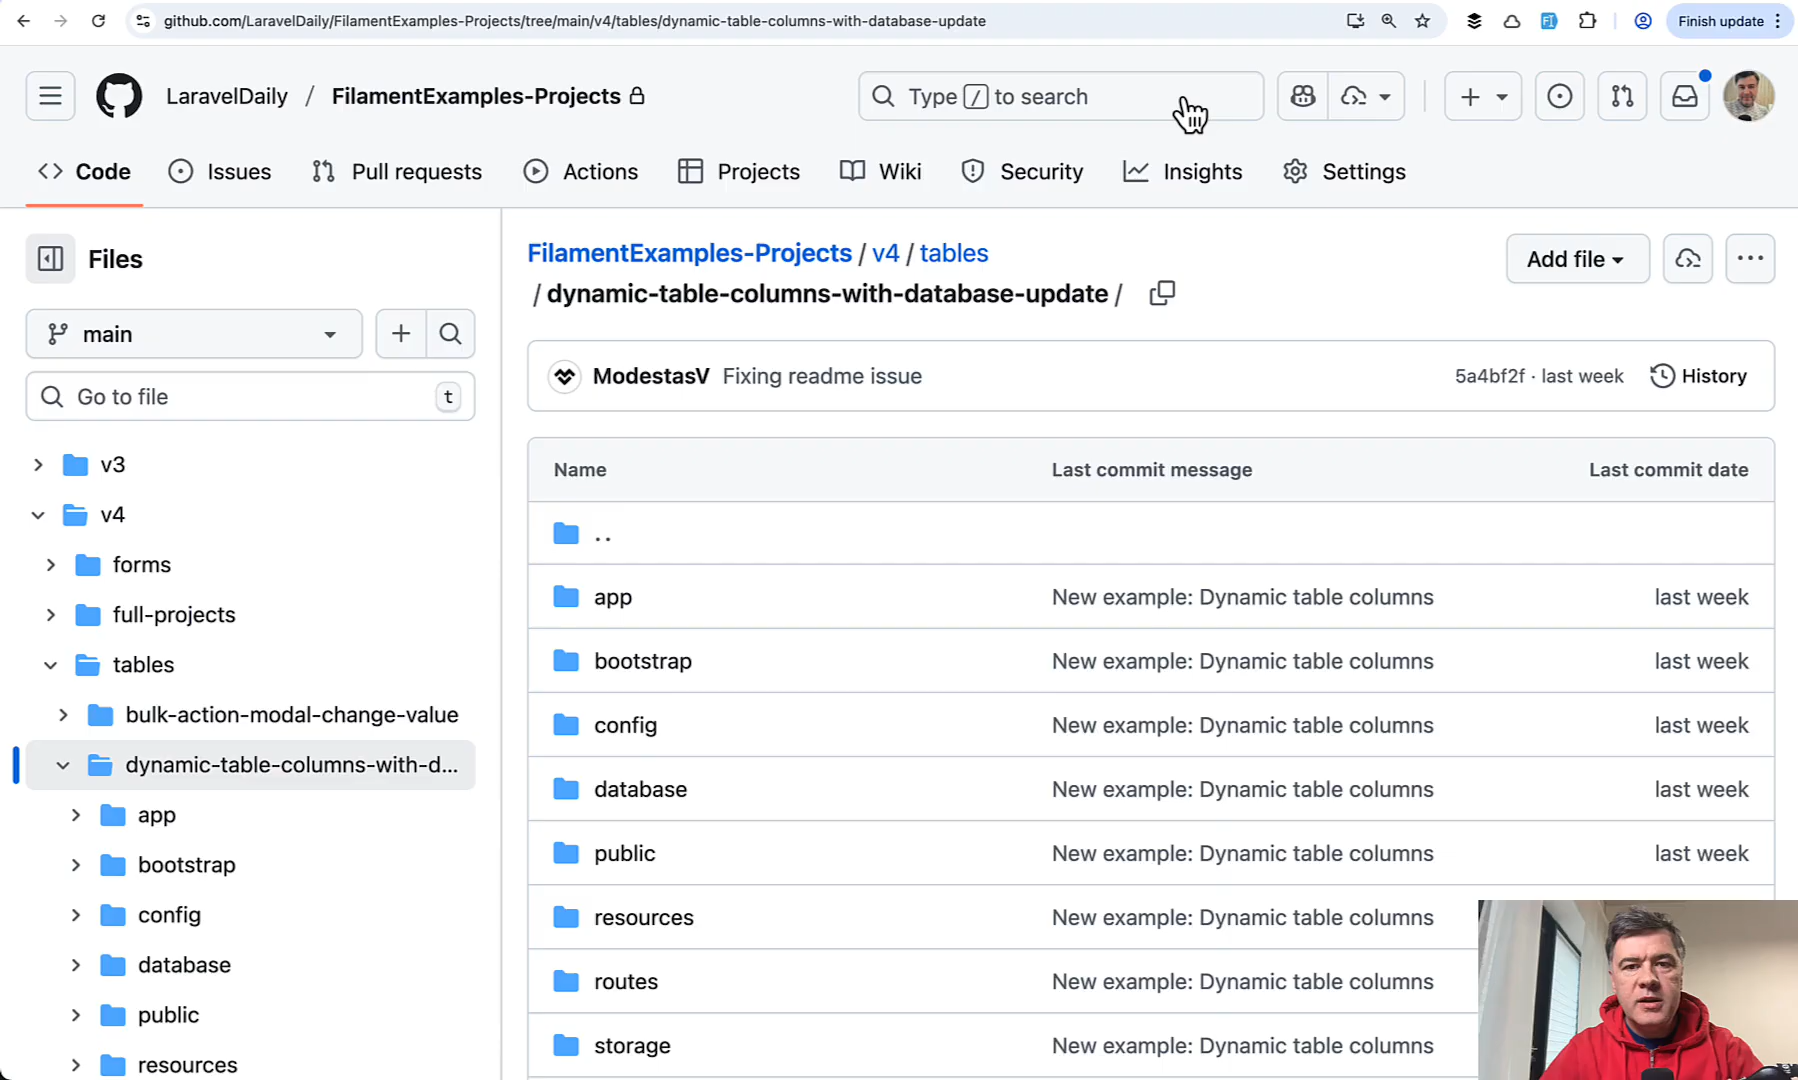 github.com/LaravelDaily/FilamentExamples-Projects/tree/main/v4/tables/dynamic-table-columns-with-database-update
Finish update
LaravelDaily / FilamentExamples-Projects
Type / to search
Code
Issues
Pull requests
Actions
Projects
Wiki
Security
Insights
Settings
Files
main
Go to file
t
v3
v4
forms
full-projects
tables
bulk-action-modal-change-value
dynamic-table-columns-with-d...
app
bootstrap
config
database
public
resources
FilamentExamples-Projects / v4 / tables
/ dynamic-table-columns-with-database-update /
Add file
ModestasV Fixing readme issue
5a4bf2f · last week
History
Name Last commit message Last commit date
..
app New example: Dynamic table columns last week
bootstrap New example: Dynamic table columns last week
config New example: Dynamic table columns last week
database New example: Dynamic table columns last week
public New example: Dynamic table columns last week
resources New example: Dynamic table columns
routes New example: Dynamic table columns
storage New example: Dynamic table columns